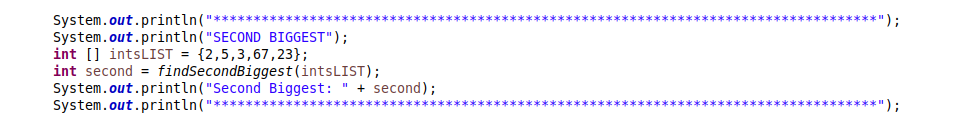 System.out.println("***********************************************************************************");
System.out.println("SECOND BIGGEST");
int [] intsLIST = {2,5,3,67,23};
int second = findSecondBiggest(intsLIST);
System.out.println("Second Biggest: " + second);
System.out.println("***********************************************************************************");